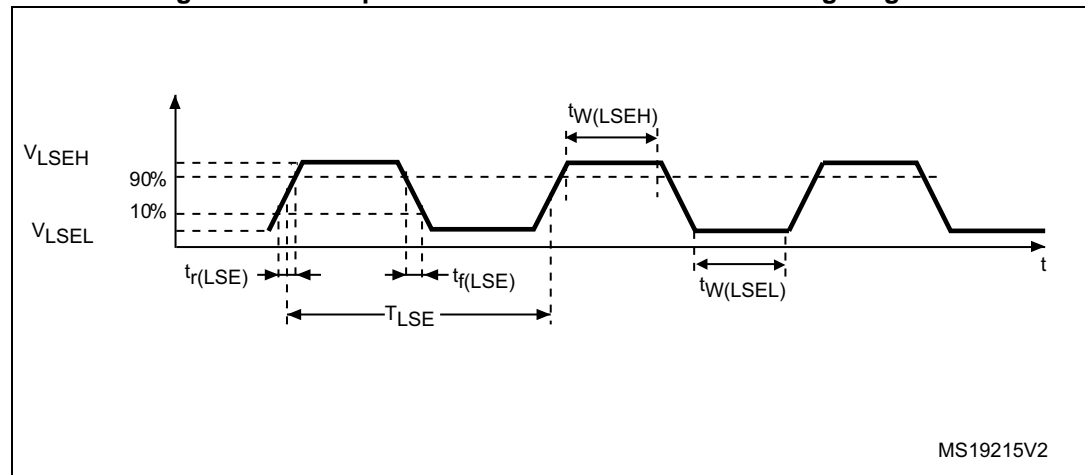 tW(LSEH)
VLSEH
90%
10%
VLSEL
tr(LSE)
tf(LSE)
tW(LSEL)
t
TLSE
MS19215V2